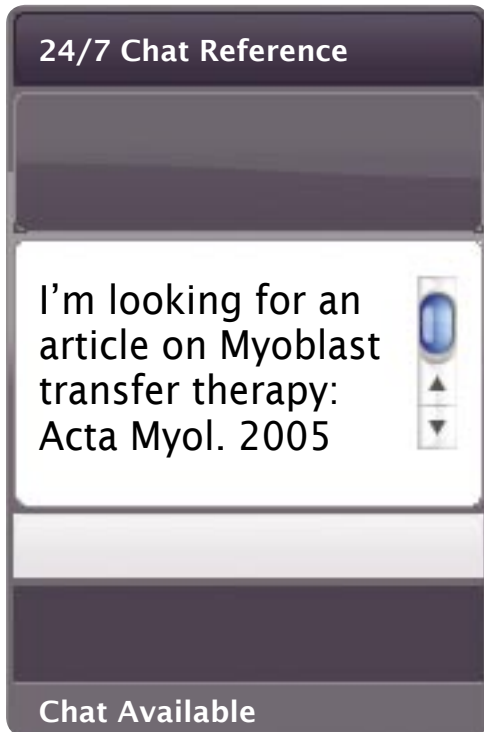 24/7 Chat Reference
I’m looking for an
article on Myoblast
transfer therapy:
Acta Myol. 2005
Chat Available